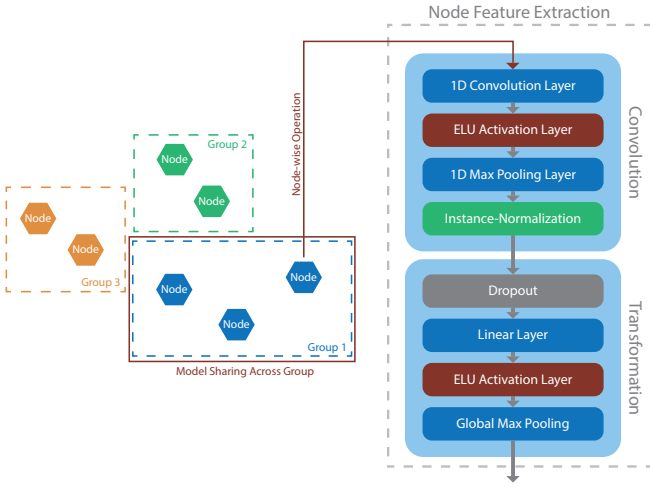 Node Feature Extraction
Node-wise Operation
1D Convolution Layer
ELU Activation Layer
1D Max Pooling Layer
Instance-Normalization
Convolution
Group 2
Node
Node
Node
Node
Group 3
Node
Node
Node
Group 1
Model Sharing Across Group
Dropout
Linear Layer
ELU Activation Layer
Global Max Pooling
Transformation